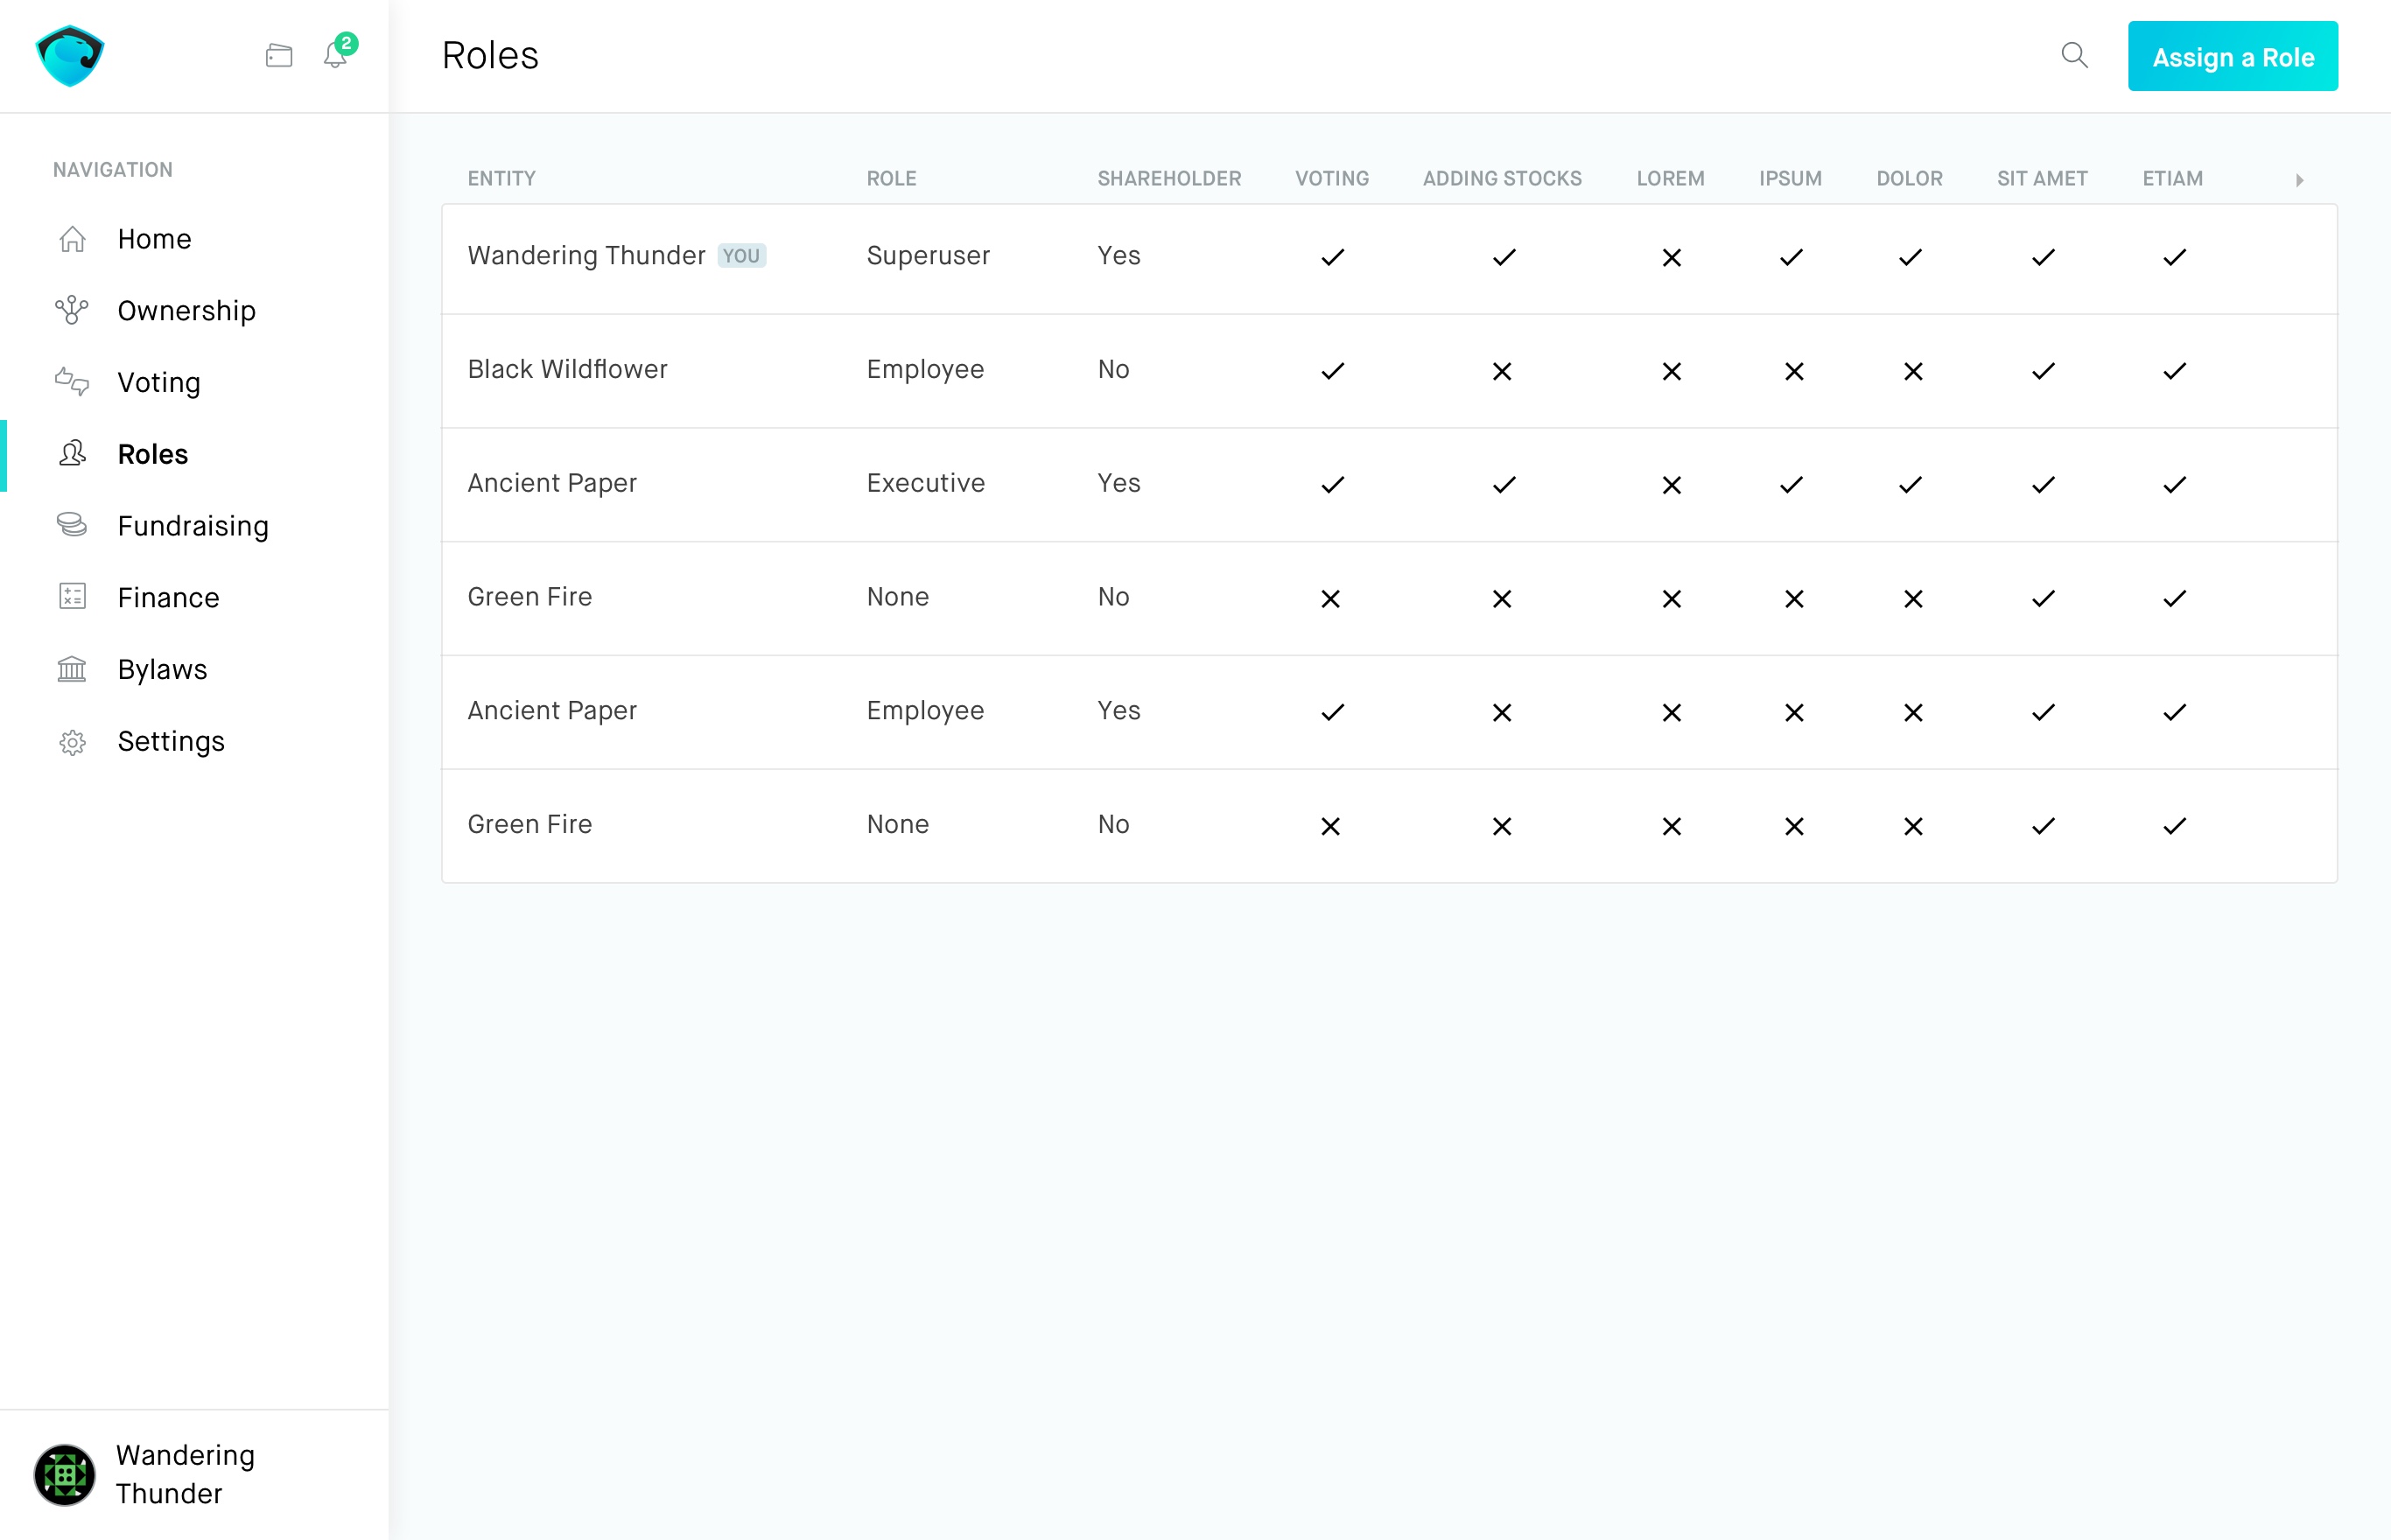 2
Roles
Assign a Role
NAVIGATION
Home
Ownership
Voting
Roles
Fundraising
Finance
Bylaws
Settings
ENTITY ROLE SHAREHOLDER VOTING ADDING STOCKS LOREM IPSUM DOLOR SIT AMET ETIAM
Wandering Thunder YOU Superuser Yes
Black Wildflower Employee No
Ancient Paper Executive Yes
Green Fire None No
Ancient Paper Employee Yes
Green Fire None No
Wandering
Thunder